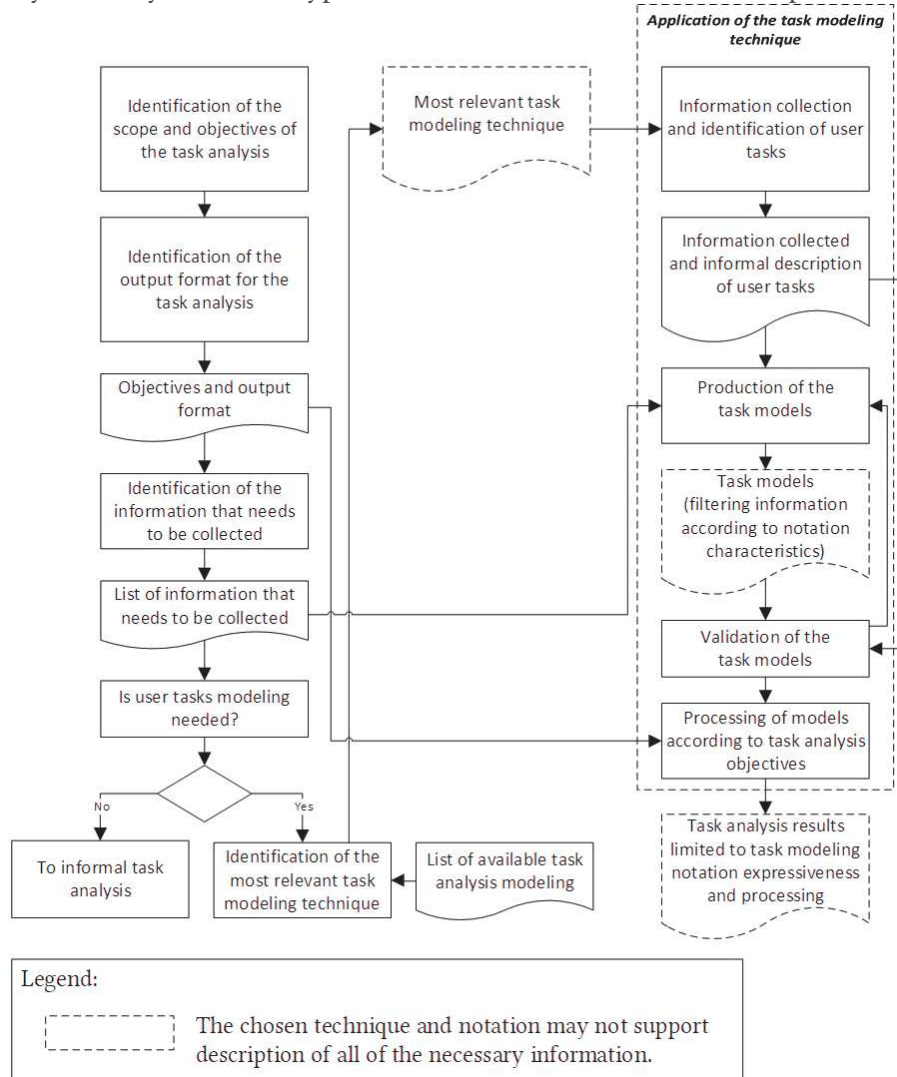 Application of the task modeling
technique
Identification of the
scope and objectives of
the task analysis
Identification of the
output format for the
task analysis
Objectives and output
format
Identification of the
information that needs
to be collected
List of information that
needs to be collected
Is user tasks modeling
needed?
No
Yes
To informal task
analysis
Identification of the
most relevant task
modeling technique
List of available task
analysis modeling
Most relevant task
modeling technique
Information collection
and identification of user
tasks
Information collected
and informal description
of user tasks
Production of the
task models
Task models
(filtering information
according to notation
characteristics)
Validation of the
task models
Processing of models
according to task analysis
objectives
Task analysis results
limited to task modeling
notation expressiveness
and processing
Legend:
The chosen technique and notation may not support
description of all of the necessary information.